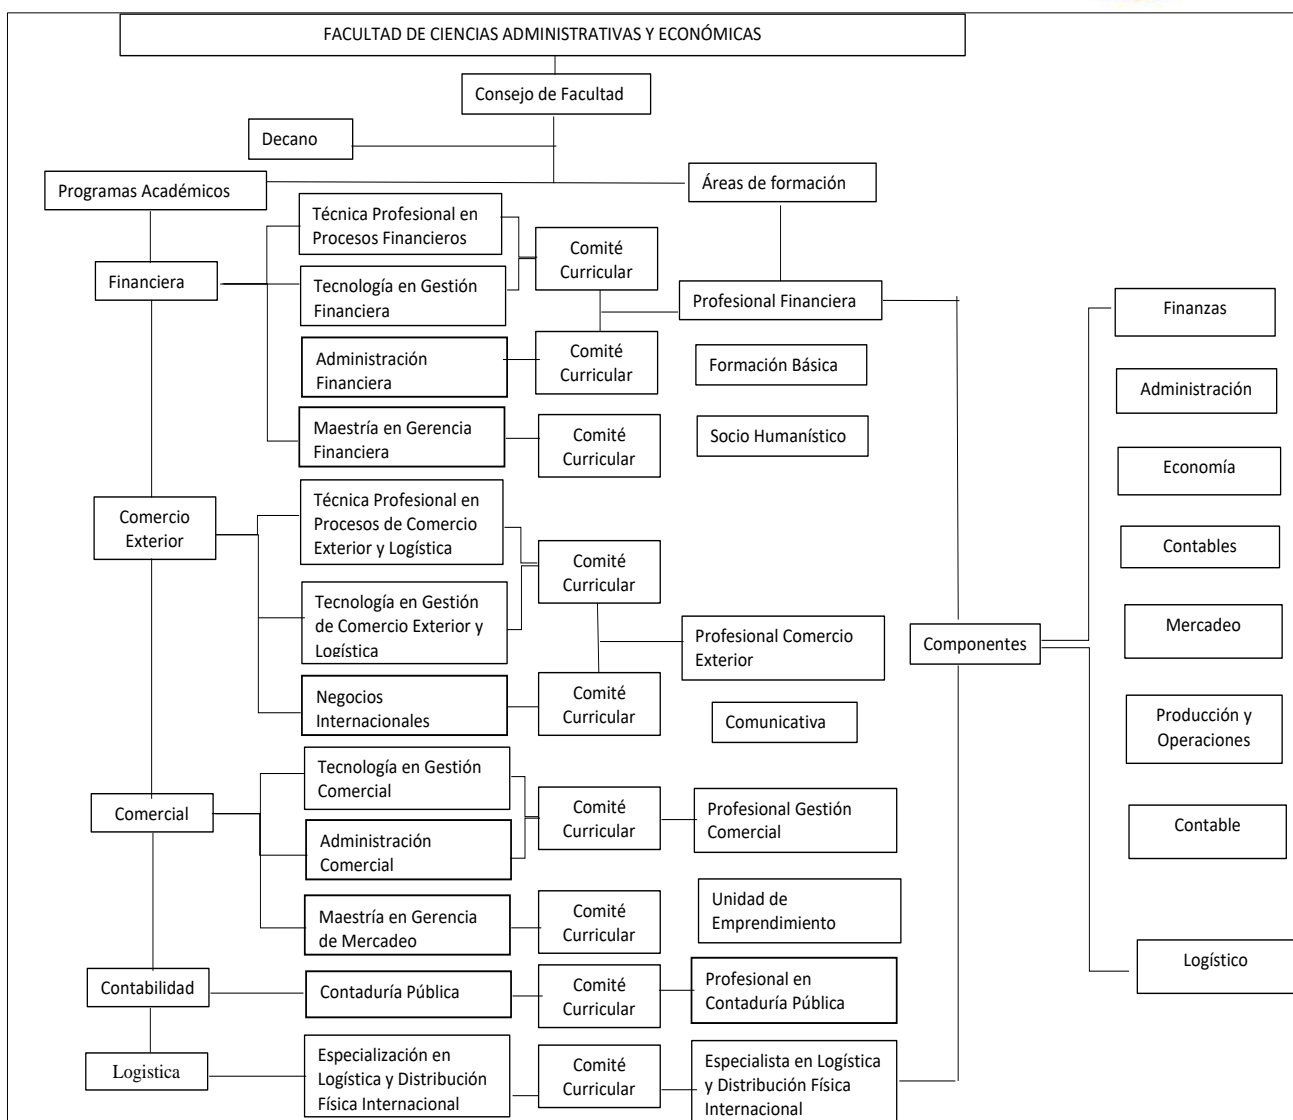 FACULTAD DE CIENCIAS ADMINISTRATIVAS Y ECONÓMICAS
Consejo de Facultad
Decano
Programas Académicos
Áreas de formación
Financiera
Técnica Profesional en
Procesos Financieros
Tecnología en Gestión
Financiera
Administración
Financiera
Maestría en Gerencia
Financiera
Comité
Curricular
Comité
Curricular
Comité
Curricular
Profesional Financiera
Formación Básica
Socio Humanístico
Comercio
Exterior
Técnica Profesional en
Procesos de Comercio
Exterior y Logística
Tecnología en Gestión
de Comercio Exterior y
Logística
Negocios
Internacionales
Comité
Curricular
Comité
Curricular
Profesional Comercio
Exterior
Comunicativa
Comercial
Tecnología en Gestión
Comercial
Administración
Comercial
Maestría en Gerencia
de Mercadeo
Comité
Curricular
Comité
Curricular
Profesional Gestión
Comercial
Unidad de
Emprendimiento
Contabilidad
Contaduría Pública
Comité
Curricular
Profesional en
Contaduría Pública
Logistica
Especialización en
Logística y Distribución
Física Internacional
Comité
Curricular
Especialista en Logística
y Distribución Física
Internacional
Componentes
Finanzas
Administración
Economía
Contables
Mercadeo
Producción y
Operaciones
Contable
Logístico